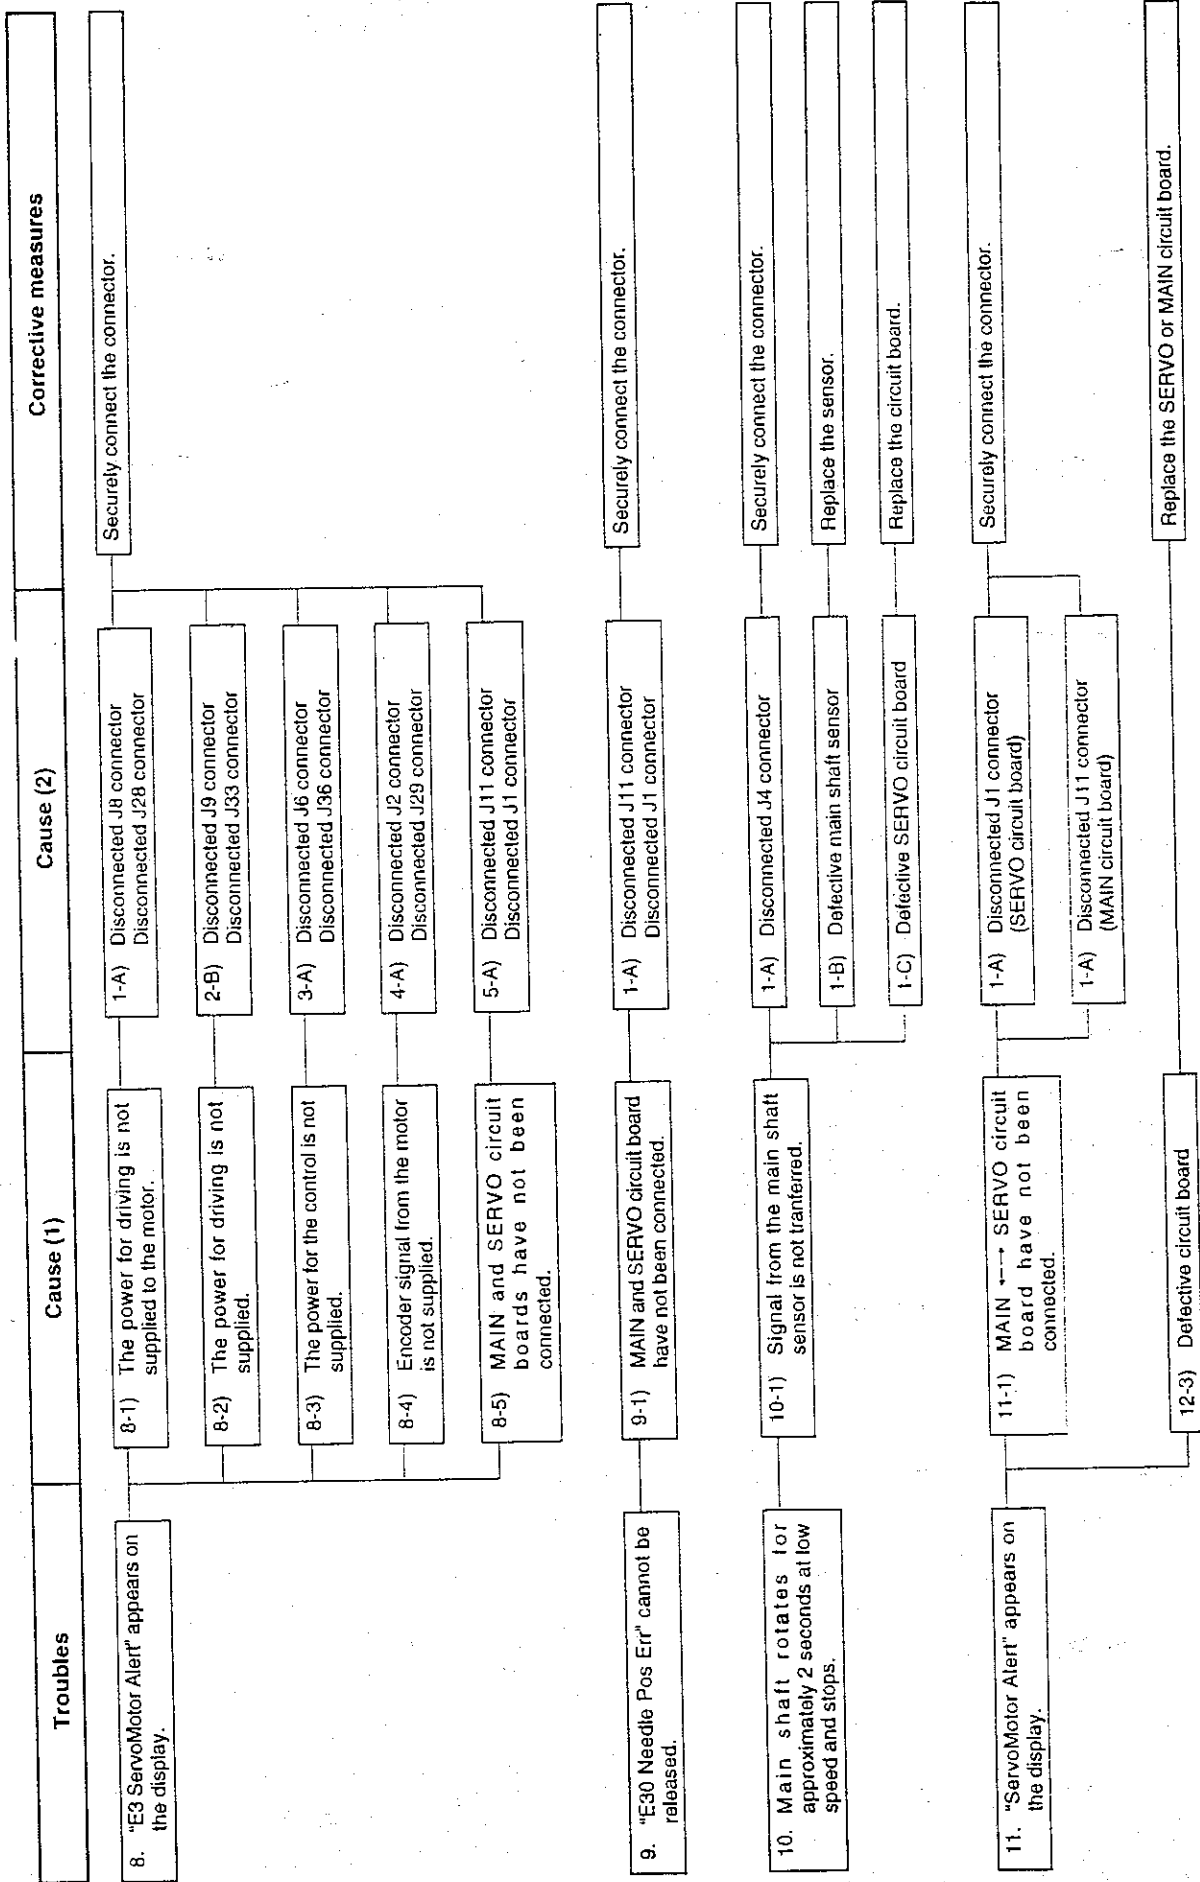 Troubles
Cause (1)
Cause (2)
Corrective measures
8. "E3 ServoMotor Alert" appears on
the display.
8-1) The power for driving is not
supplied to the motor.
1-A) Disconnected J8 connector
Disconnected J28 connector
Securely connect the connector.
8-2) The power for driving is not
supplied.
2-B) Disconnected J9 connector
Disconnected J33 connector
8-3) The power for the control is not
supplied.
3-A) Disconnected J6 connector
Disconnected J36 connector
8-4) Encoder signal from the motor
is not supplied.
4-A) Disconnected J2 connector
Disconnected J29 connector
8-5) MAIN and SERVO circuit
boards have not been
connected.
5-A) Disconnected J11 connector
Disconnected J1 connector
9. "E30 Needle Pos Err" cannot be
released.
9-1) MAIN and SERVO circuit board
have not been connected.
1-A) Disconnected J11 connector
Disconnected J1 connector
Securely connect the connector.
10. Main shaft rotates for
approximately 2 seconds at low
speed and stops.
10-1) Signal from the main shaft
sensor is not tranferred.
1-A) Disconnected J4 connector
Securely connect the connector.
1-B) Defective main shaft sensor
Replace the sensor.
1-C) Defective SERVO circuit board
Replace the circuit board.
11. "ServoMotor Alert" appears on
the display.
11-1) MAIN ←→ SERVO circuit
board have not been
connected.
1-A) Disconnected J1 connector
(SERVO circuit board)
Securely connect the connector.
1-A) Disconnected J11 connector
(MAIN circuit board)
12-3) Defective circuit board
Replace the SERVO or MAIN circuit board.